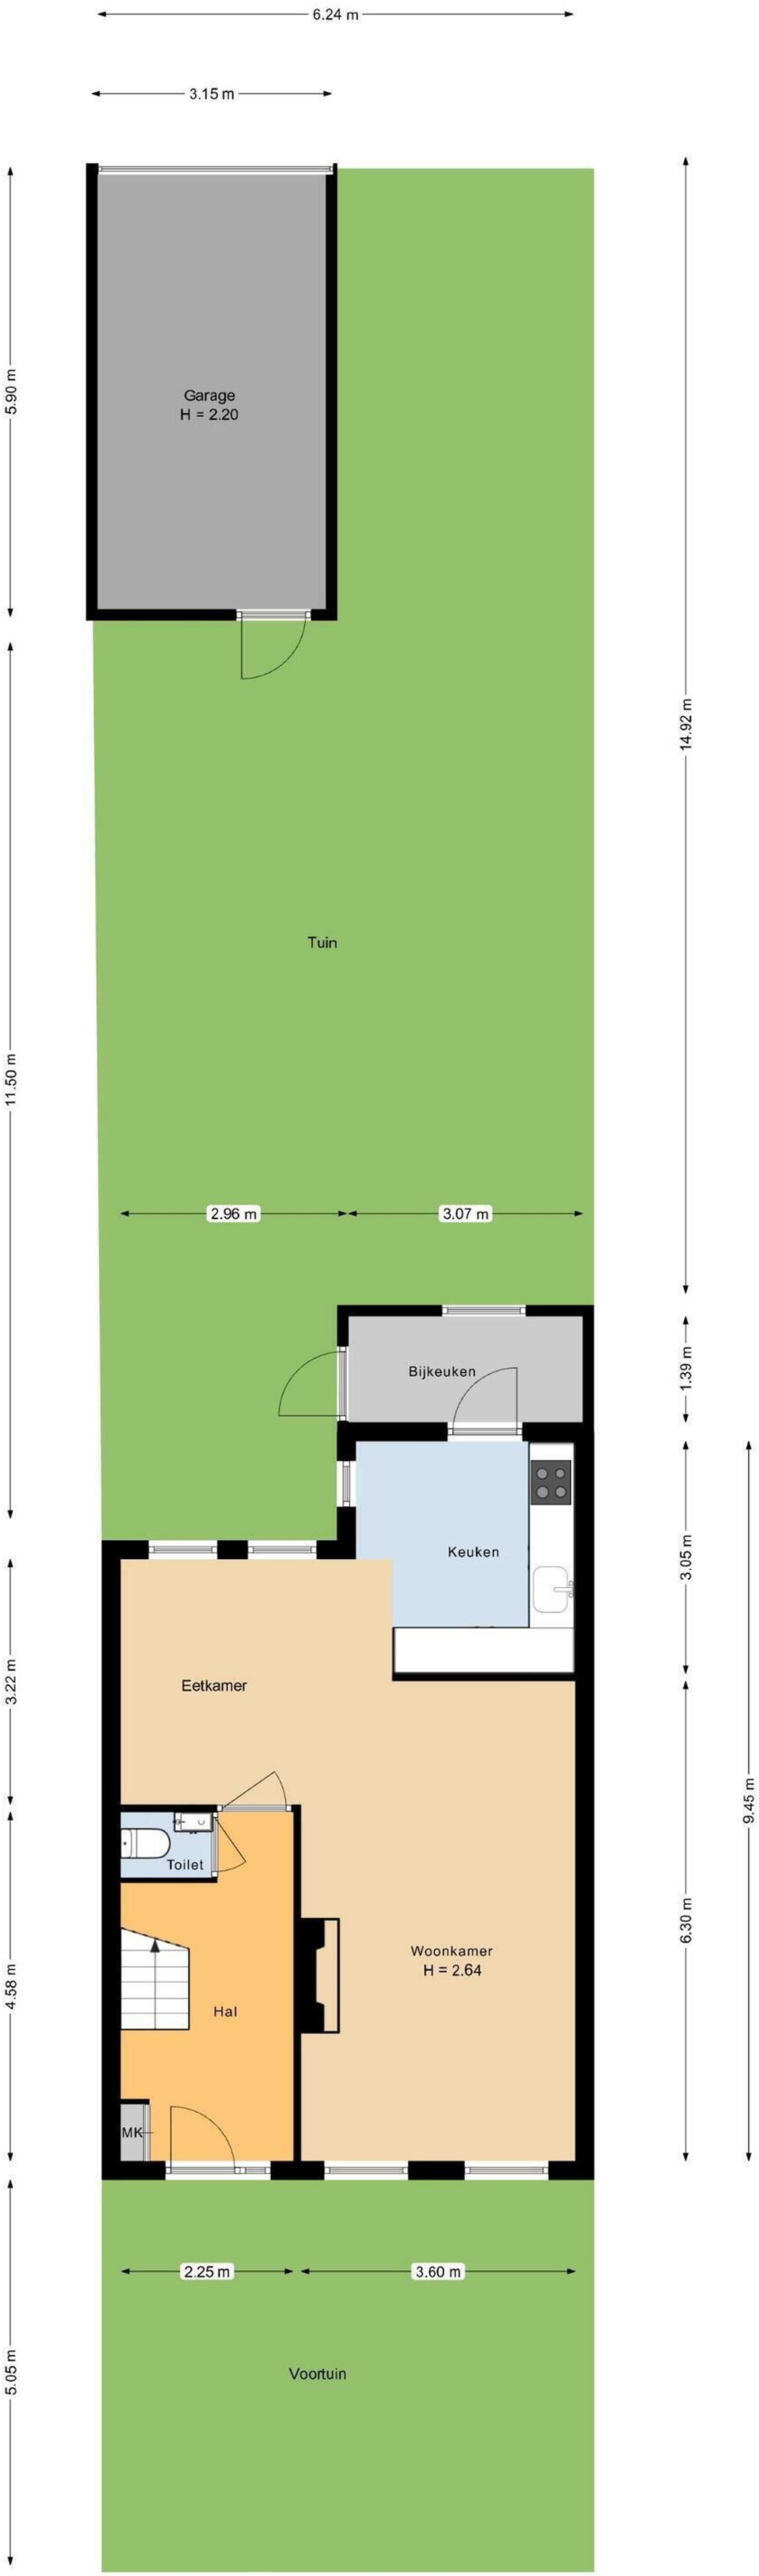 6.24 m
3.15 m
5.90 m
Garage
H = 2.20
14.92 m
Tuin
11.50 m
2.96 m
3.07 m
Bijkeuken
1.39 m
Keuken
3.05 m
3.22 m
Eetkamer
9.45 m
Toilet
6.30 m
Woonkamer
H = 2.64
4.58 m
Hal
MK
2.25 m
3.60 m
Voortuin
5.05 m